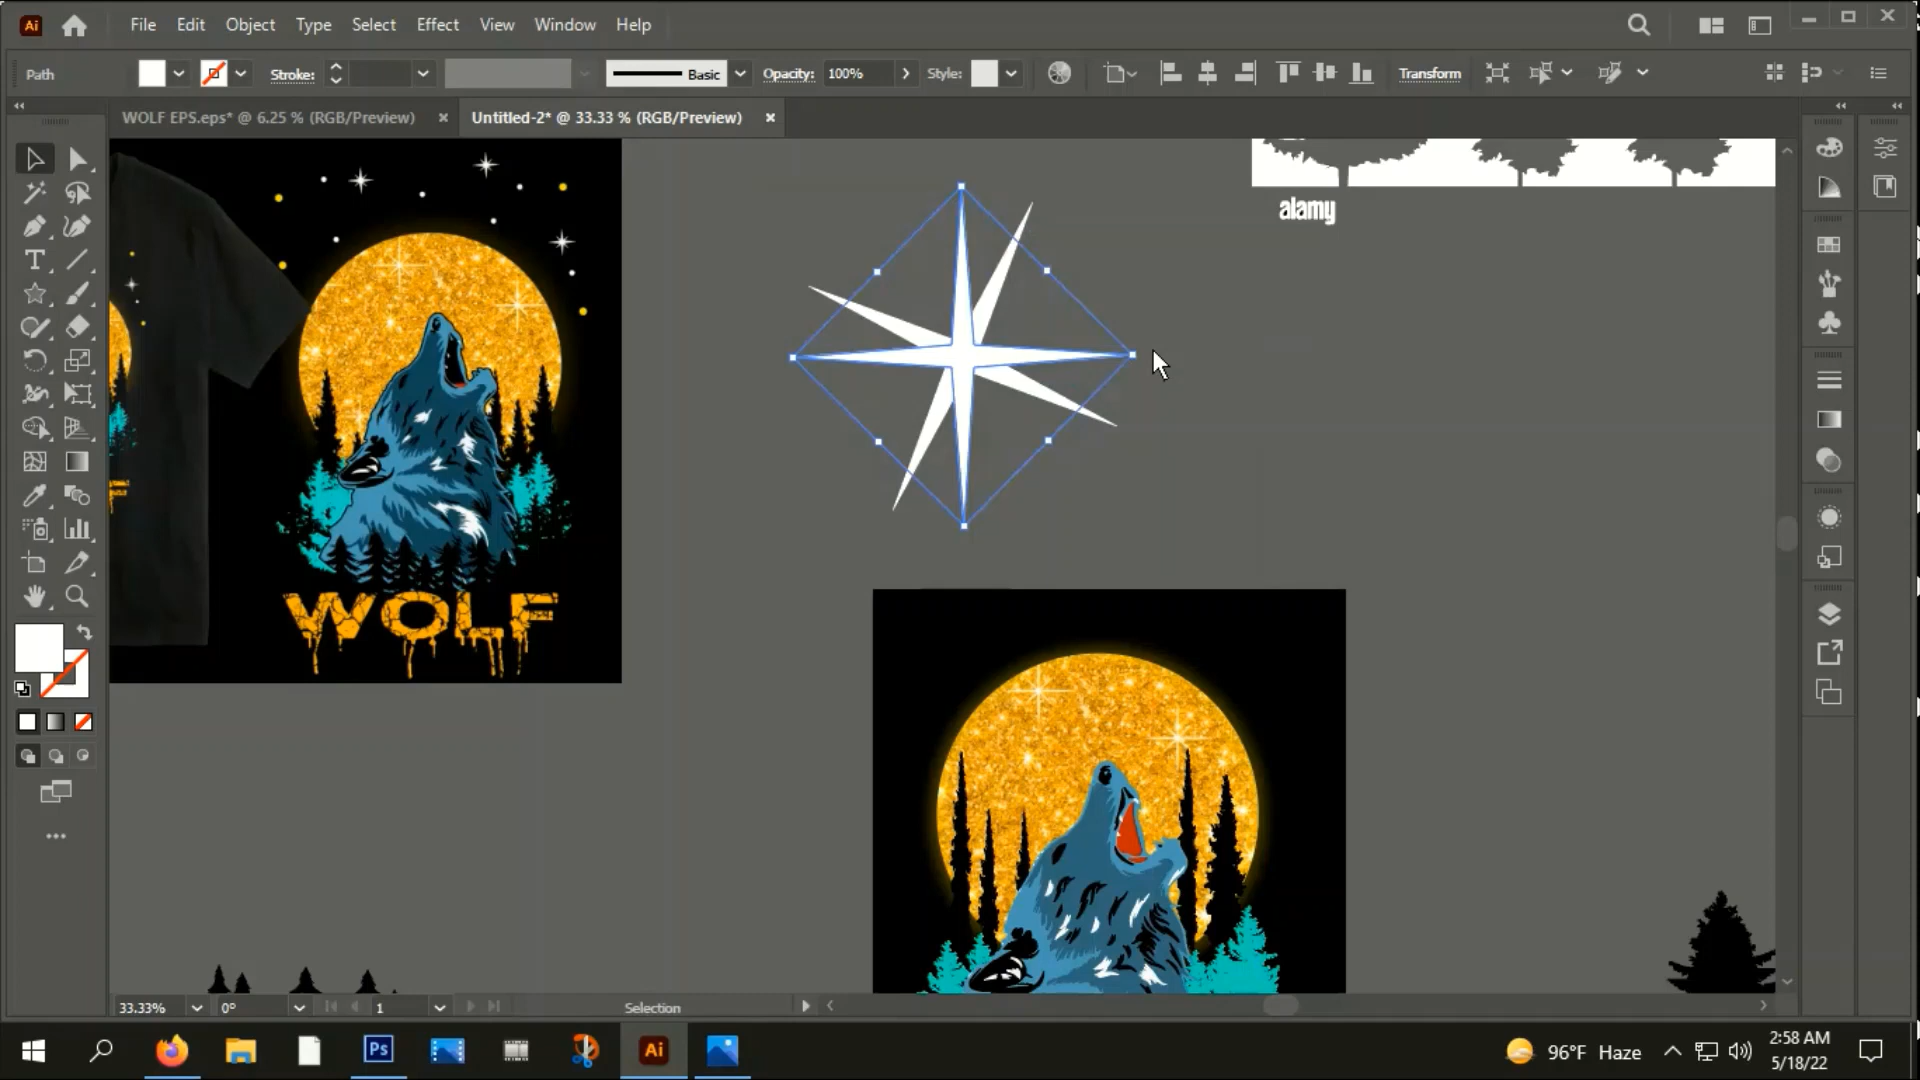 Ai File Edit Object Type Select Effect View Window Help
Path Stroke: Basic Opacity: 100% Style: Transform
WOLF EPS.eps* @ 6.25 % (RGB/Preview) Untitled-2* @ 33.33 % (RGB/Preview)
alamy
WOLF
33.33% 0° 1 Selection
Ps Ai 96°F Haze 2:58 AM
5/18/22